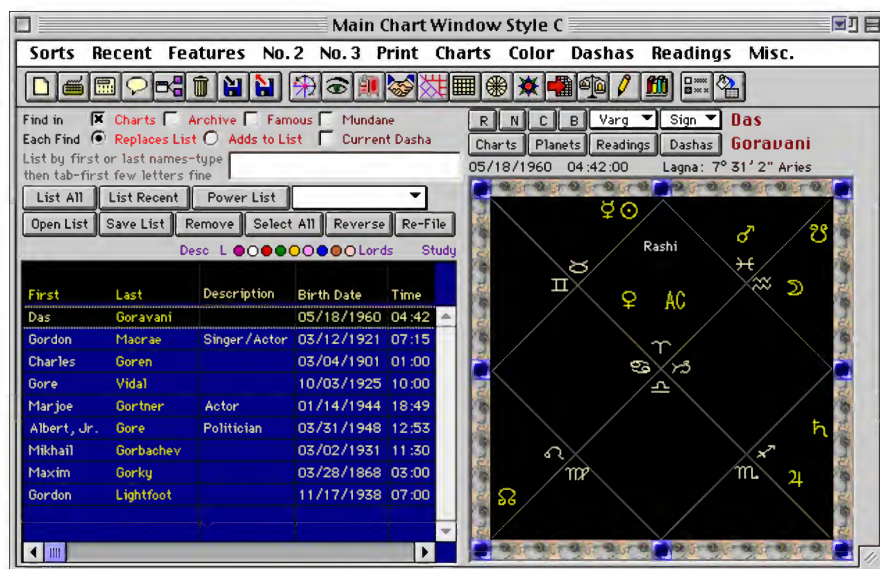 Main Chart Window Style C
Sorts Recent Features No.2 No.3 Print Charts Color Dashas Readings Misc.
Find in Charts Archive Famous Mundane
Each Find Replaces List Adds to List Current Dasha
List by first or last names-type
then tab-first few letters fine
List All List Recent Power List
Open List Save List Remove Select All Reverse Re-File
Desc L Lords Study
First Last Description Birth Date Time
Das Goravani 05/18/1960 04:42
Gordon Macrae Singer/Actor 03/12/1921 07:15
Charles Goren 03/04/1901 01:00
Gore Vidal 10/03/1925 10:00
Marjoe Gortner Actor 01/14/1944 18:49
Albert, Jr. Gore Politician 03/31/1948 12:53
Mikhail Gorbachev 03/02/1931 11:30
Maxim Gorky 03/28/1868 03:00
Gordon Lightfoot 11/17/1938 07:00
R N C B Varg Sign Das
Charts Planets Readings Dashas Goravani
05/18/1960 04:42:00 Lagna: 7° 31' 2" Aries
☿ ☉
Rashi ♂ ☋
♉ ♓
♊ ♒ ☽
♀ AC
♈
♋ ♑
♎
♄
♌ ♐
♍ ♏ ♃
☊